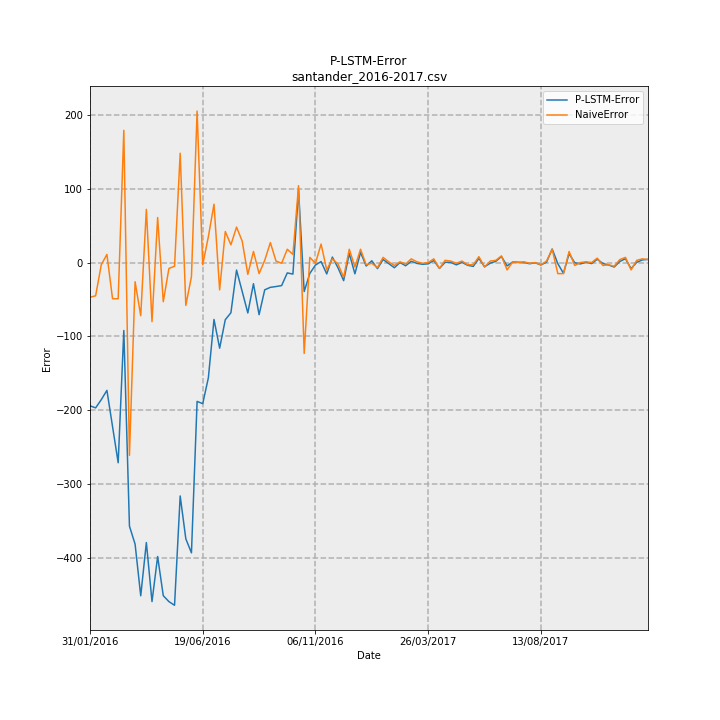 P-LSTM-Error
santander_2016-2017.csv
P-LSTM-Error
NaiveError
200
100
0
−100
−200
−300
−400
Error
31/01/2016 19/06/2016 06/11/2016 26/03/2017 13/08/2017
Date